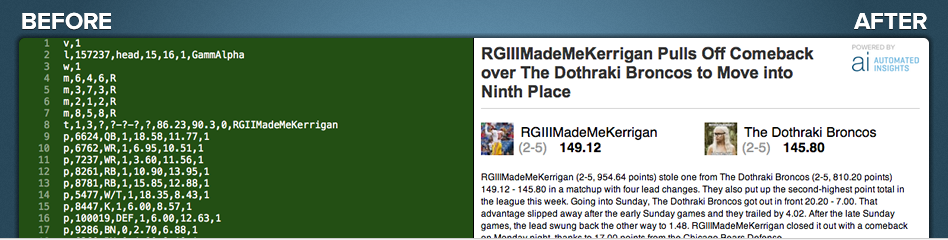 BEFORE
AFTER
1 v,1
2 l,157237,head,15,16,1,GammAlpha
3 w,1
4 m,6,4,6,R
5 m,3,7,3,R
6 m,2,1,2,R
7 m,8,5,8,R
8 t,1,3,?,?-?-?,?,86.23,90.3,0,RGIIMadeMeKerrigan
9 p,6624,QB,1,18.58,11.77,1
10 p,6762,WR,1,6.95,10.51,1
11 p,7237,WR,1,3.60,11.56,1
12 p,8261,RB,1,10.90,13.95,1
13 p,8781,RB,1,15.85,12.88,1
14 p,5477,W/T,1,18.35,8.43,1
15 p,8447,K,1,6.00,8.57,1
16 p,100019,DEF,1,6.00,12.63,1
17 p,9286,BN,0,2.70,6.88,1
RGIIIMadeMeKerrigan Pulls Off Comeback
over The Dothraki Broncos to Move into
Ninth Place
POWERED BY
ai AUTOMATED
INSIGHTS
RGIIIMadeMeKerrigan
(2-5) 149.12
The Dothraki Broncos
(2-5) 145.80
RGIIIMadeMeKerrigan (2-5, 954.64 points) stole one from The Dothraki Broncos (2-5, 810.20 points)
149.12 - 145.80 in a matchup with four lead changes. They also put up the second-highest point total in
the league this week. Going into Sunday, The Dothraki Broncos got out in front 20.20 - 7.00. That
advantage slipped away after the early Sunday games and they trailed by 4.02. After the late Sunday
games, the lead swung back the other way to 1.48. RGIIIMadeMeKerrigan closed it out with a comeback
on Monday night, thanks to 17.00 points from the Chicago Bears Defense.